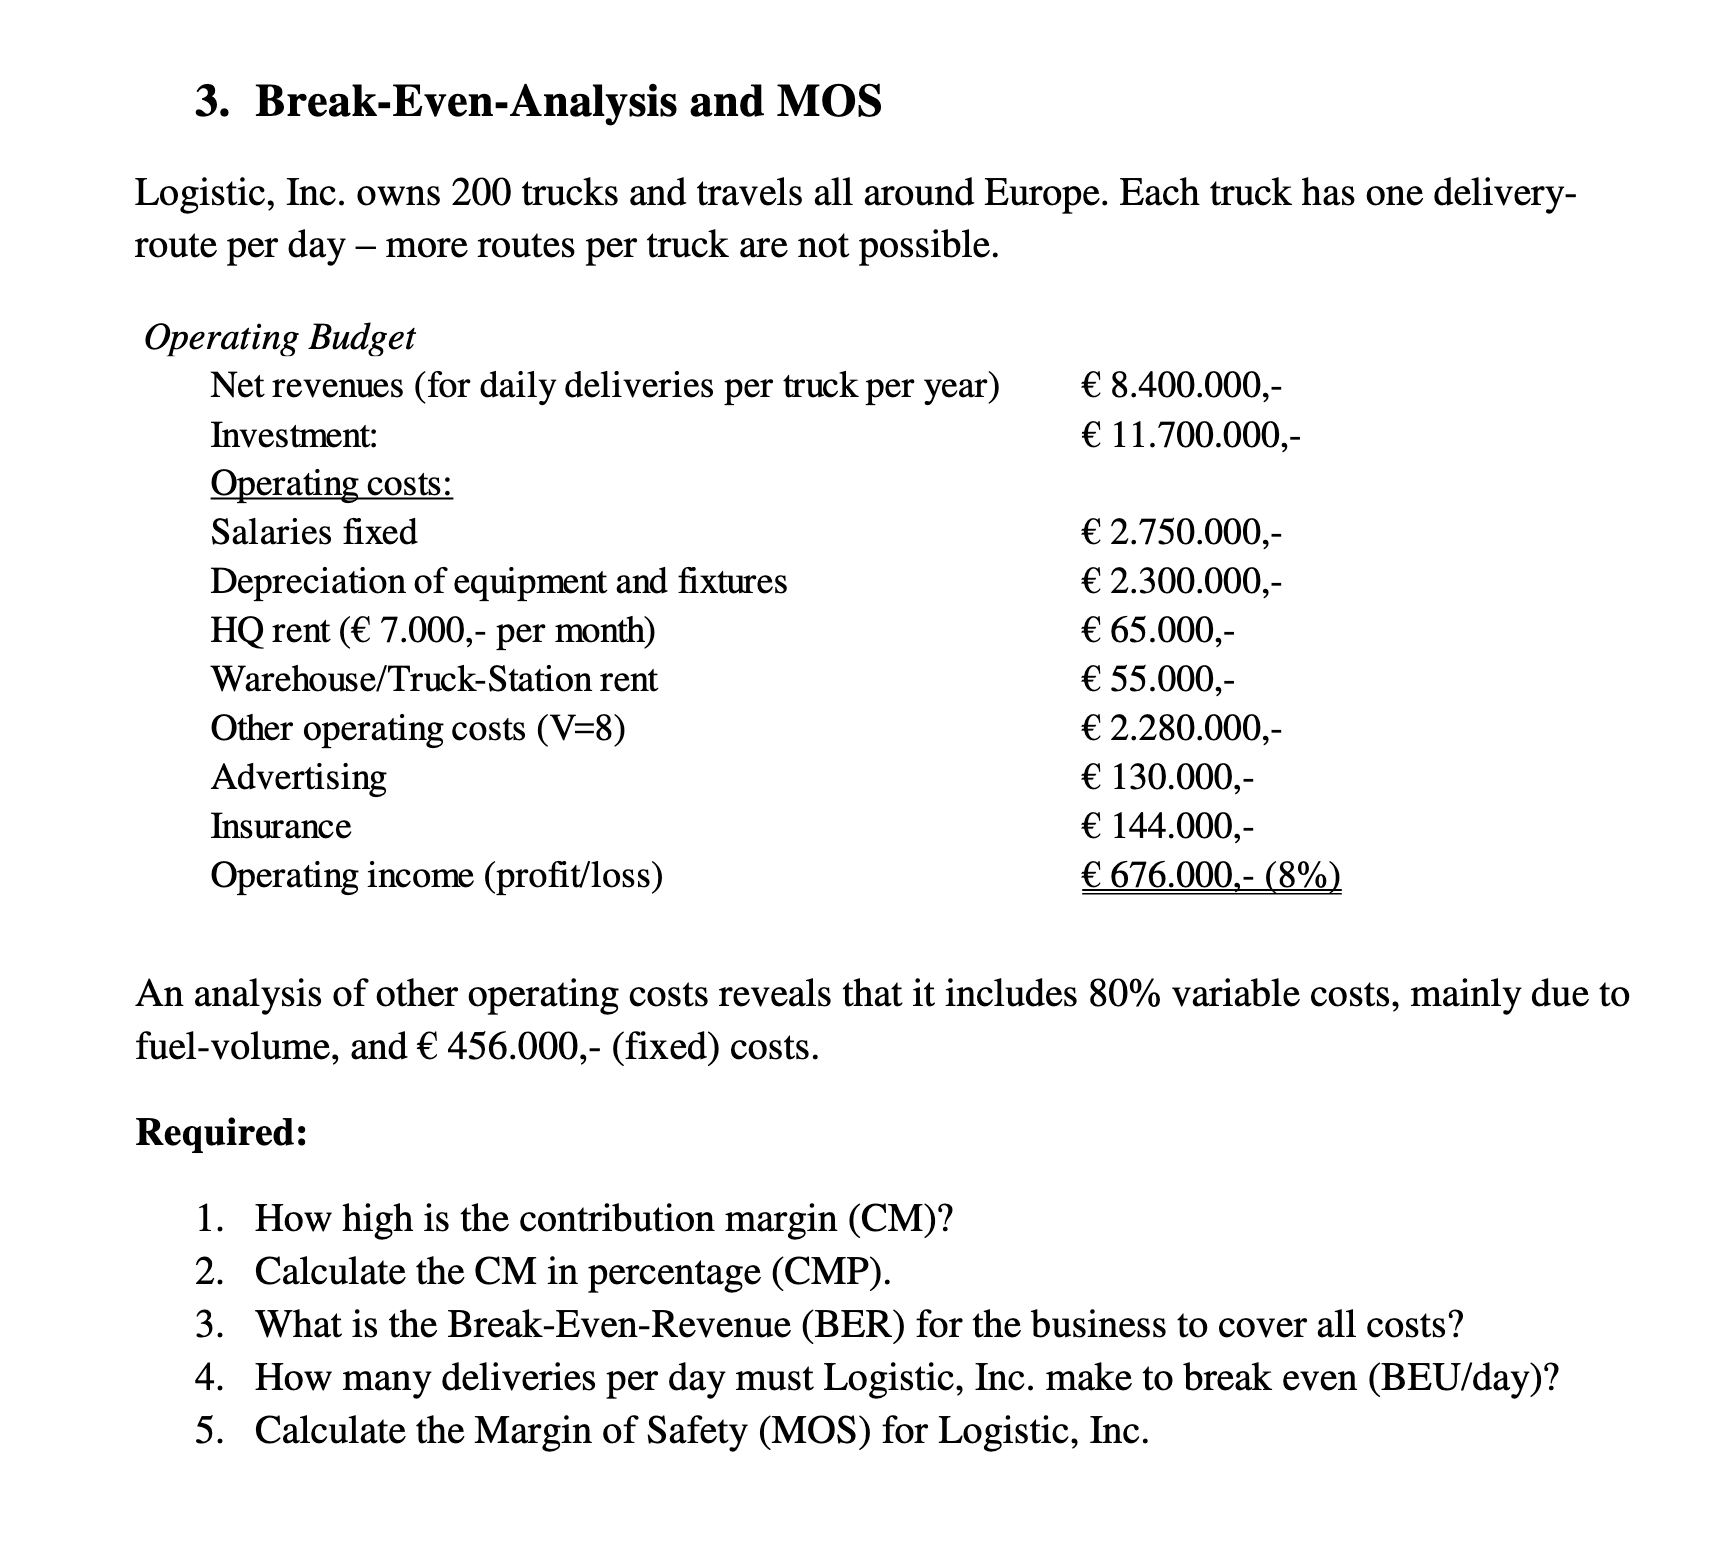 3. Break-Even-Analysis and MOS
Logistic, Inc. owns 200 trucks and travels all around Europe. Each truck has one delivery-
route per day – more routes per truck are not possible.
Operating Budget
Net revenues (for daily deliveries per truck per year) € 8.400.000,-
Investment: € 11.700.000,-
Operating costs:
Salaries fixed € 2.750.000,-
Depreciation of equipment and fixtures € 2.300.000,-
HQ rent (€ 7.000,- per month) € 65.000,-
Warehouse/Truck-Station rent € 55.000,-
Other operating costs (V=8) € 2.280.000,-
Advertising € 130.000,-
Insurance € 144.000,-
Operating income (profit/loss) € 676.000,- (8%)
An analysis of other operating costs reveals that it includes 80% variable costs, mainly due to
fuel-volume, and € 456.000,- (fixed) costs.
Required:
1. How high is the contribution margin (CM)?
2. Calculate the CM in percentage (CMP).
3. What is the Break-Even-Revenue (BER) for the business to cover all costs?
4. How many deliveries per day must Logistic, Inc. make to break even (BEU/day)?
5. Calculate the Margin of Safety (MOS) for Logistic, Inc.